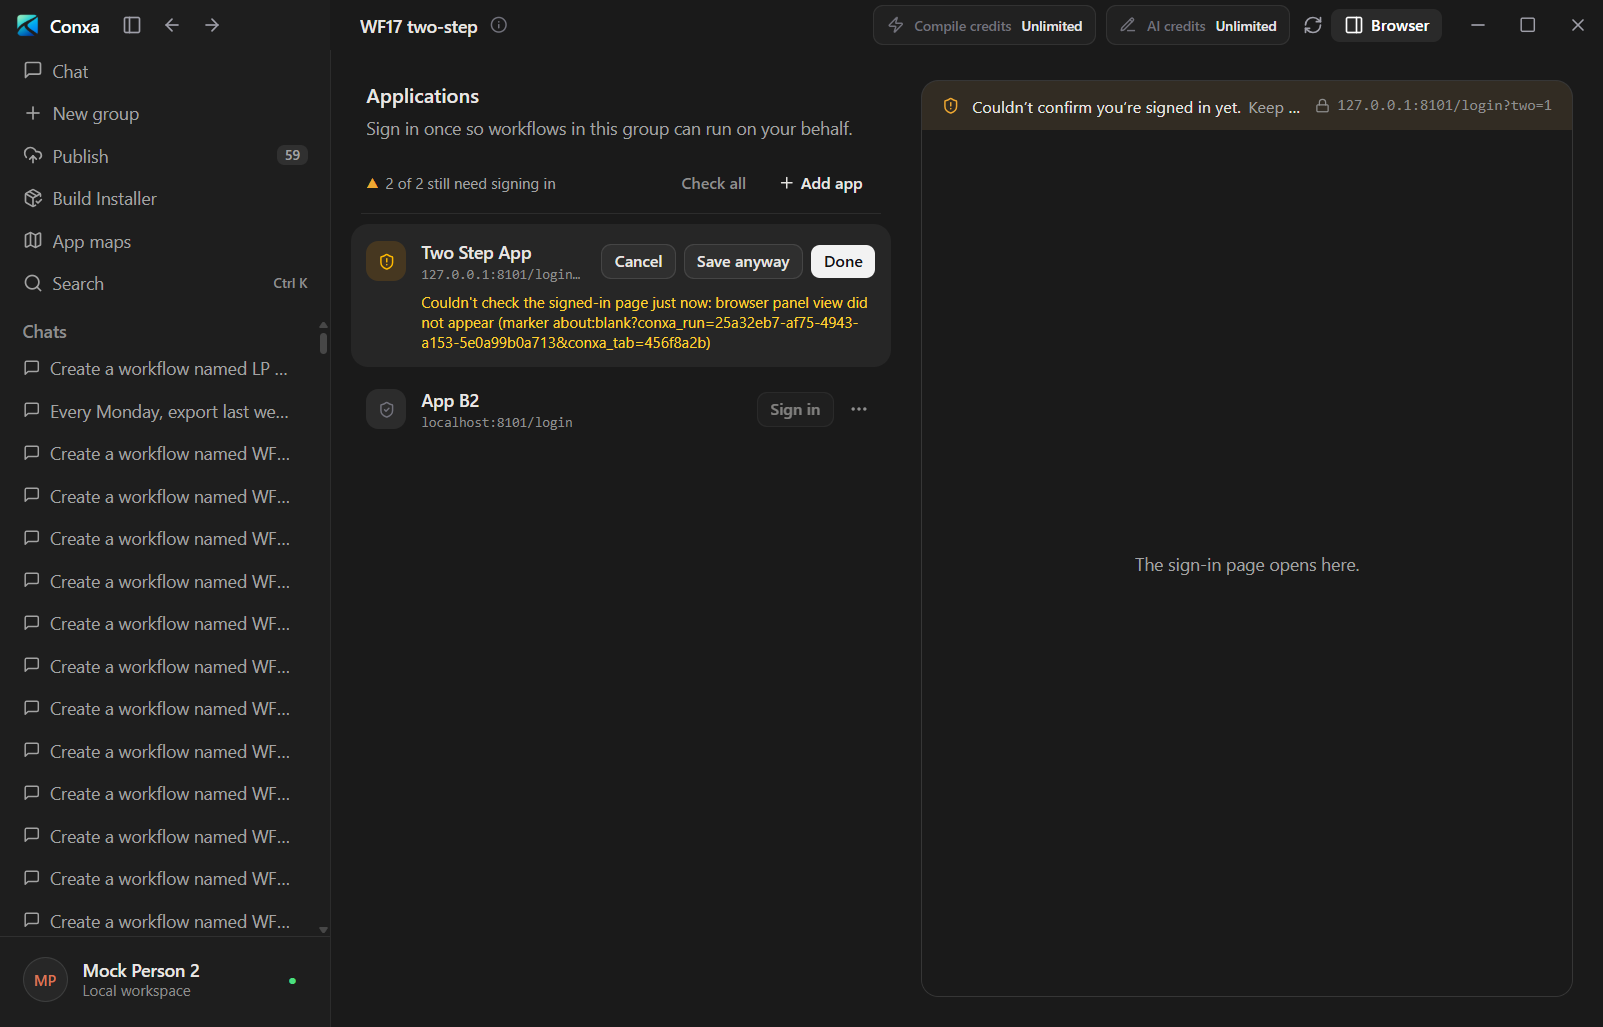 Conxa
WF17 two-step
Compile credits Unlimited
AI credits Unlimited
Browser
Chat
New group
Publish 59
Build Installer
App maps
Search Ctrl K
Chats
Create a workflow named LP ...
Every Monday, export last we...
Create a workflow named WF...
Create a workflow named WF...
Create a workflow named WF...
Create a workflow named WF...
Create a workflow named WF...
Create a workflow named WF...
Create a workflow named WF...
Create a workflow named WF...
Create a workflow named WF...
Create a workflow named WF...
Create a workflow named WF...
Create a workflow named WF...
MP
Mock Person 2
Local workspace
Applications
Sign in once so workflows in this group can run on your behalf.
2 of 2 still need signing in
Check all
Add app
Two Step App
127.0.0.1:8101/login…
Cancel
Save anyway
Done
Couldn't check the signed-in page just now: browser panel view did
not appear (marker about:blank?conxa_run=25a32eb7-af75-4943-
a153-5e0a99b0a713&conxa_tab=456f8a2b)
App B2
localhost:8101/login
Sign in
Couldn’t confirm you’re signed in yet. Keep ...
127.0.0.1:8101/login?two=1
The sign-in page opens here.